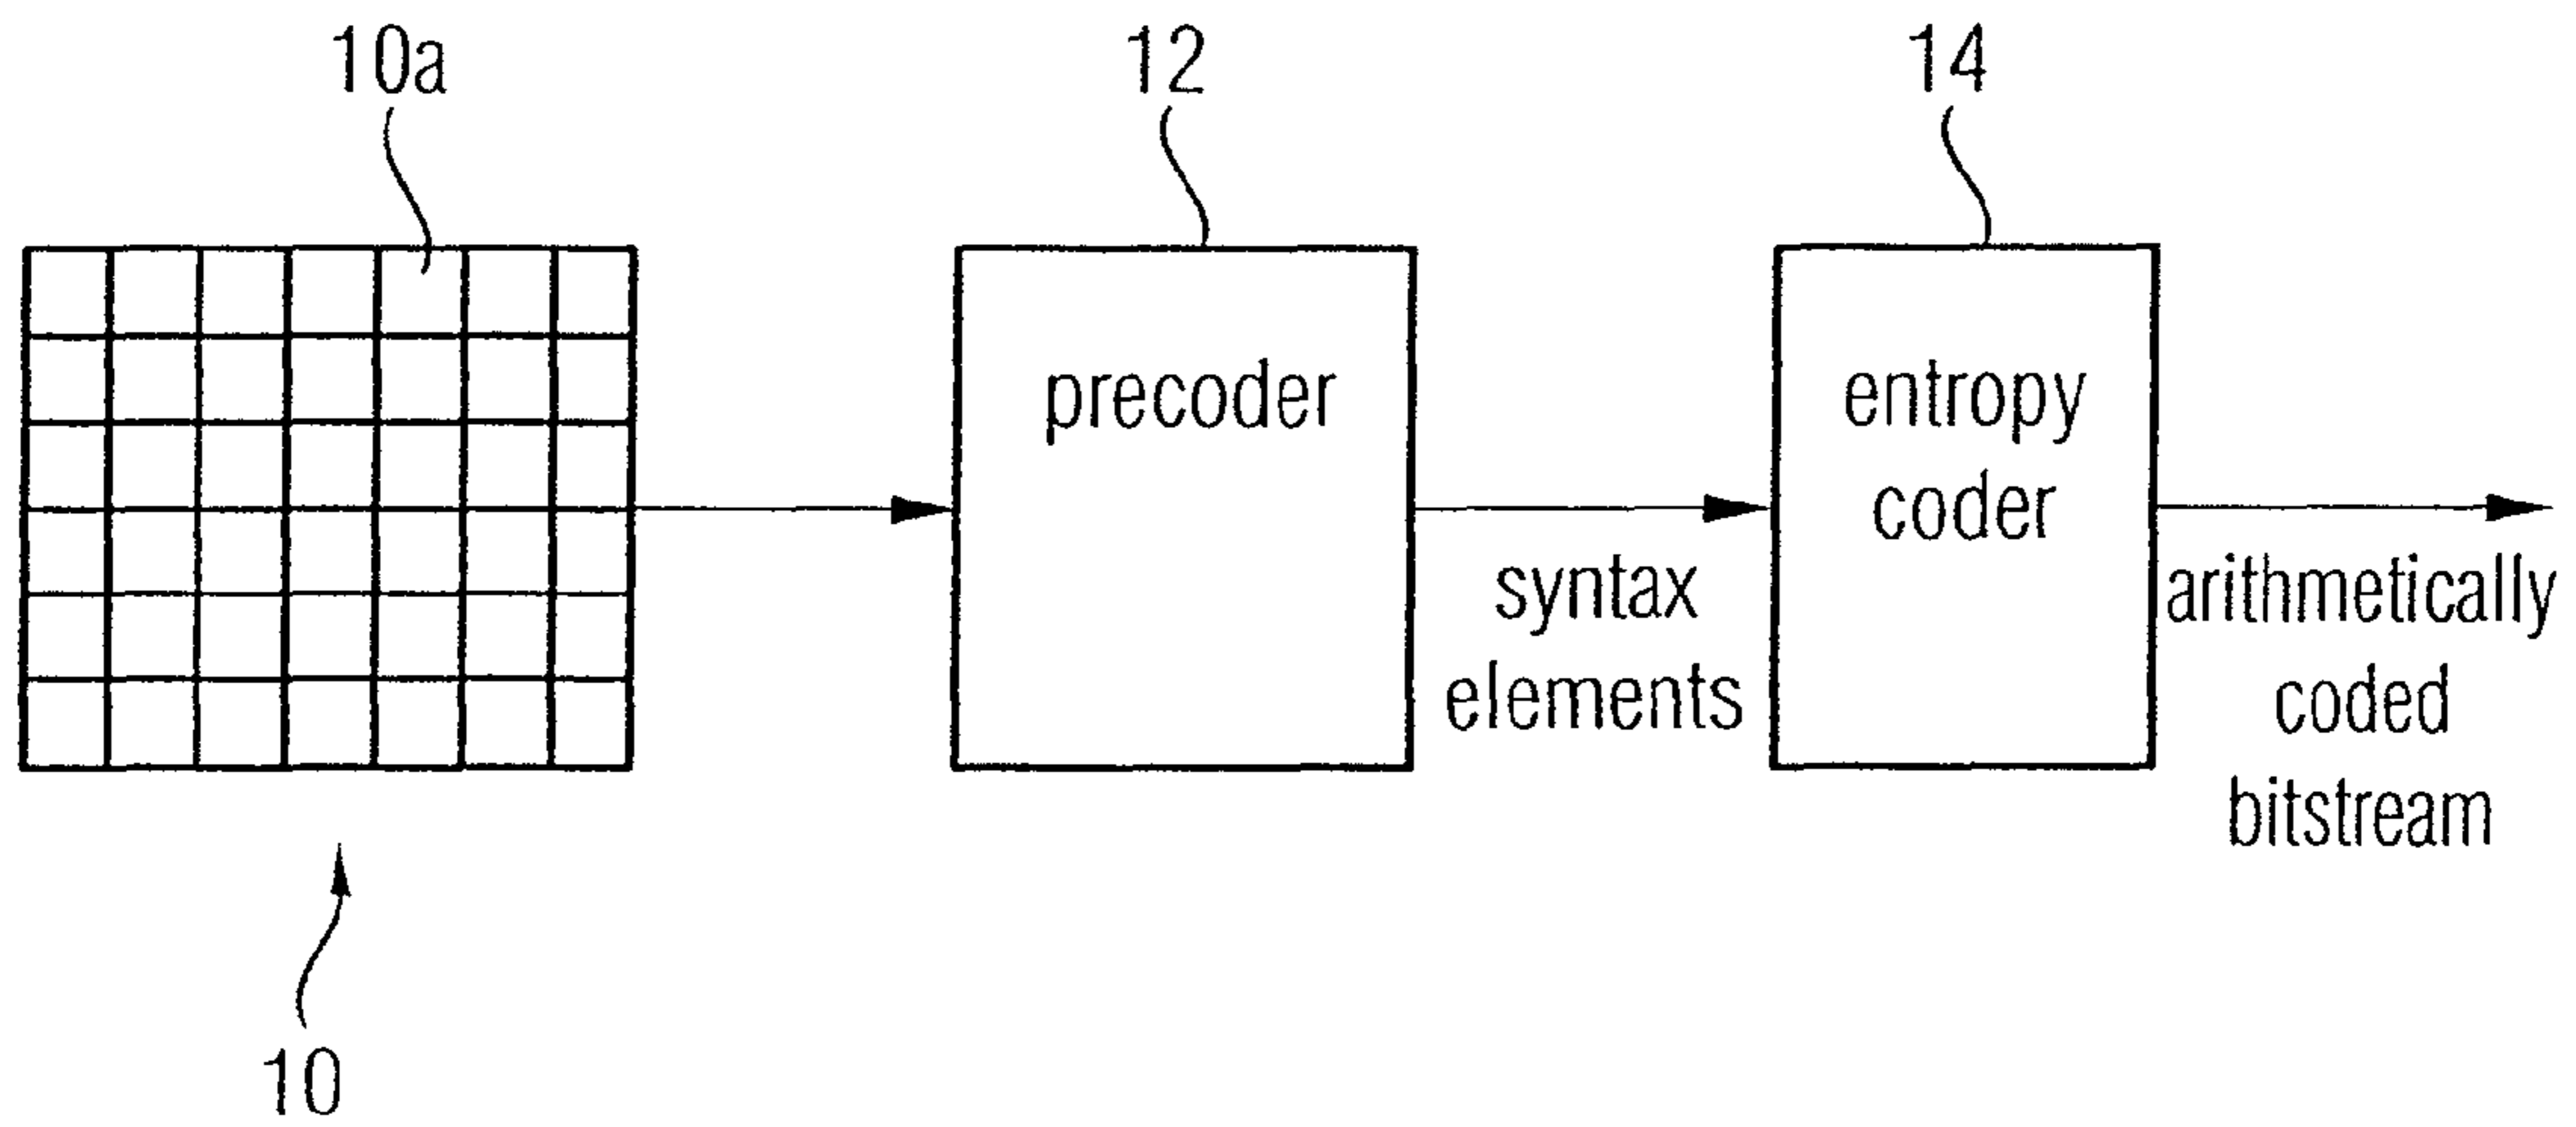 10a
12
14
precoder
entropy
coder
syntax
elements
arithmetically
coded
bitstream
10